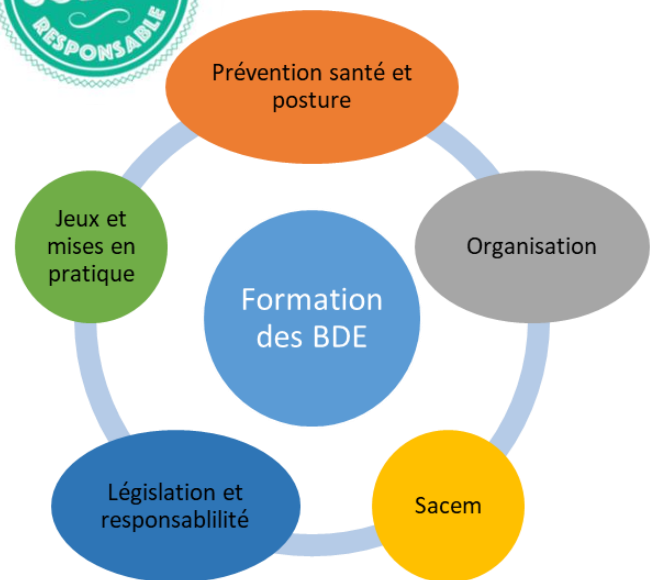 RESPONSABLE
Prévention santé et
posture
Jeux et
mises en
pratique
Organisation
Formation
des BDE
Législation et
responsablilité
Sacem